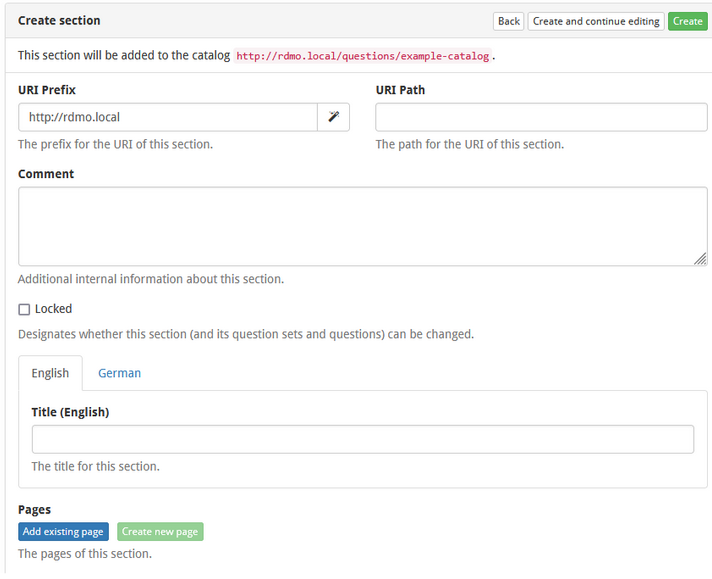 Create section Back Create and continue editing Create
This section will be added to the catalog http://rdmo.local/questions/example-catalog.
URI Prefix URI Path
http://rdmo.local
The prefix for the URI of this section. The path for the URI of this section.
Comment
Additional internal information about this section.
Locked
Designates whether this section (and its question sets and questions) can be changed.
English German
Title (English)
The title for this section.
Pages
Add existing page Create new page
The pages of this section.